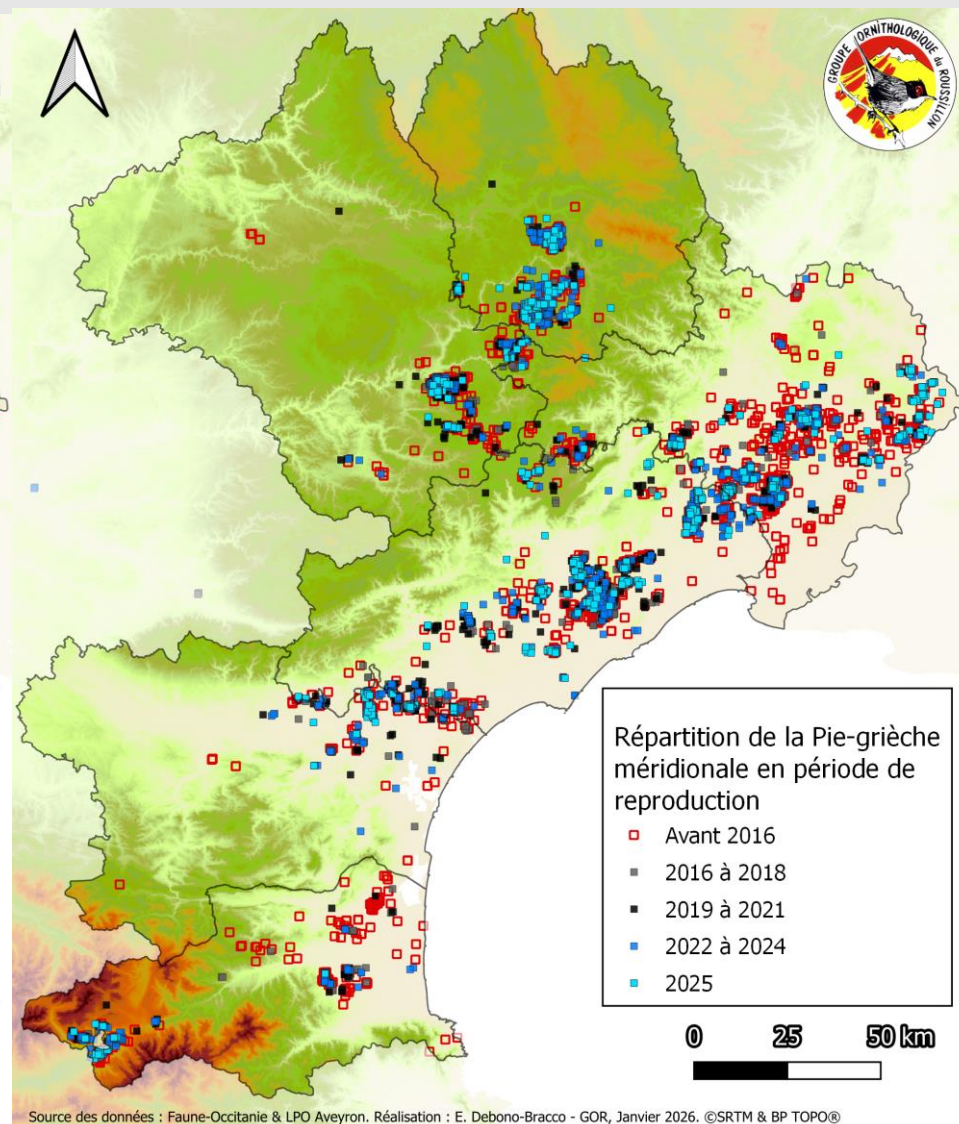 GROUPE ORNITHOLOGIQUE du ROUSSILLON
Répartition de la Pie-grièche
méridionale en période de
reproduction
Avant 2016
2016 à 2018
2019 à 2021
2022 à 2024
2025
0 25 50 km
Source des données : Faune-Occitanie & LPO Aveyron. Réalisation : E. Debono-Bracco - GOR, Janvier 2026. ©SRTM & BP TOPO®